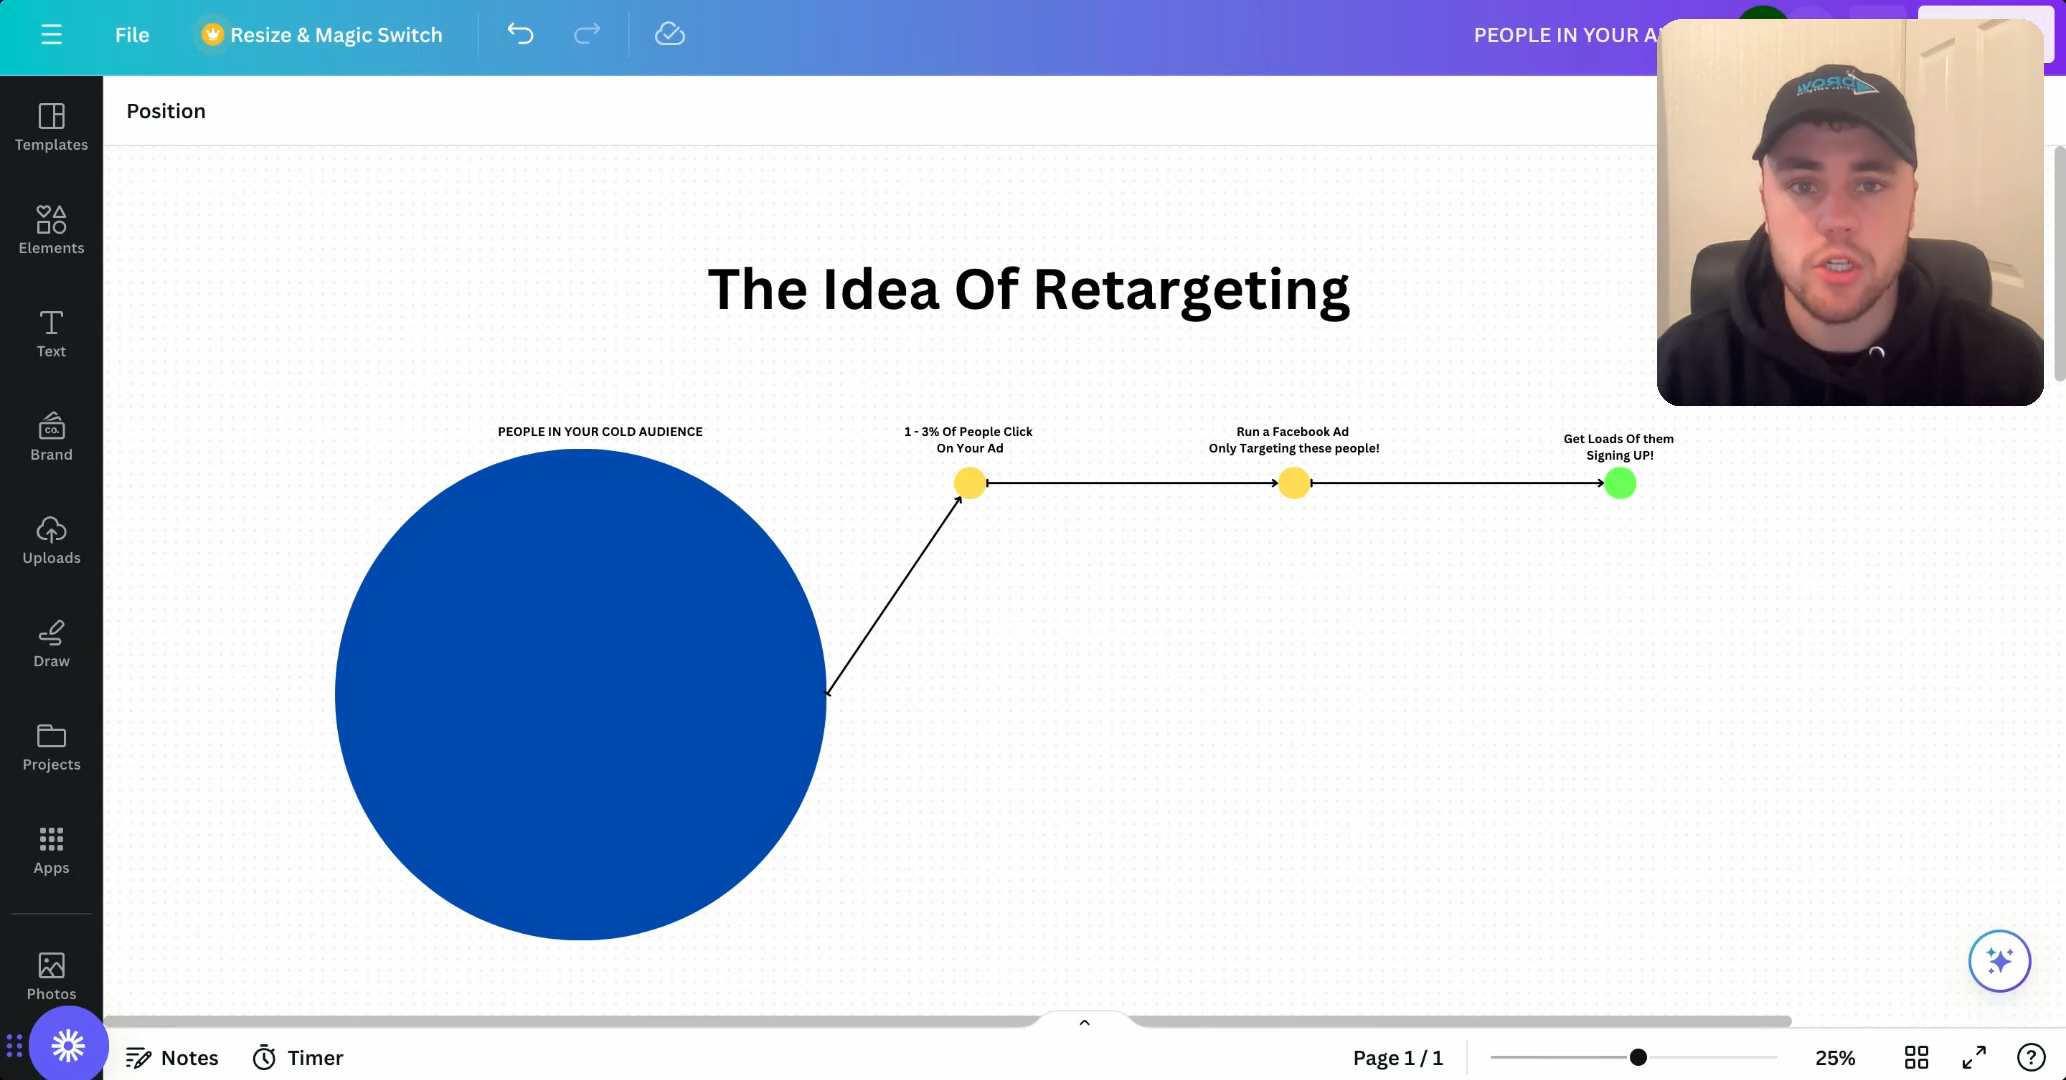 File
Resize & Magic Switch
PEOPLE IN YOUR A
Position
Templates
Elements
Text
CO.
Brand
Uploads
Draw
Projects
Apps
Photos
The Idea Of Retargeting
PEOPLE IN YOUR COLD AUDIENCE
1 - 3% Of People Click
On Your Ad
Run a Facebook Ad
Only Targeting these people!
Get Loads Of them
Signing UP!
Notes
Timer
Page 1 / 1
25%
?